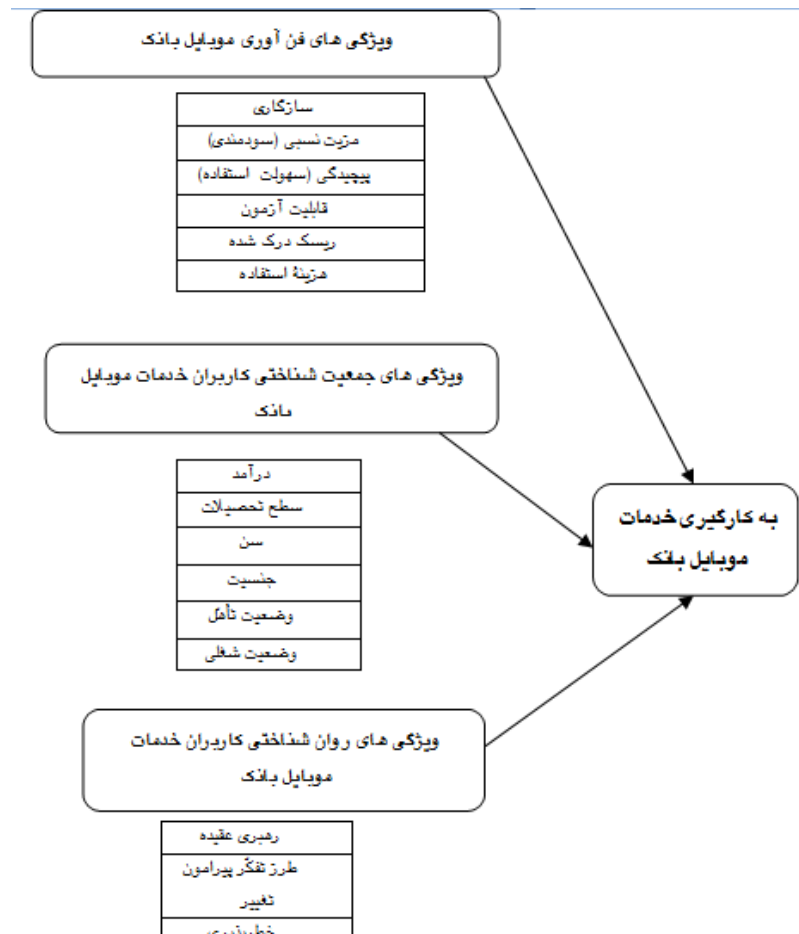 ویژگی های فن آوری موبایل بانک
سازگاری
مزیت نسبی (سودمندی)
پیچیدگی (سهولت استفاده)
قابلیت آزمون
ریسک درک شده
هزینهٔ استفاده
ویژگی های جمعیت شناختی کاربران خدمات موبایل
بانک
درآمد
سطح تحصیلات
سن
جنسیت
وضعیت تأهل
وضعیت شغلی
به کارگیری خدمات
موبایل بانک
ویژگی های روان شناختی کاربران خدمات
موبایل بانک
رهبری عقیده
طرز تفکّر پیرامون
تغییر
خطرپذیری